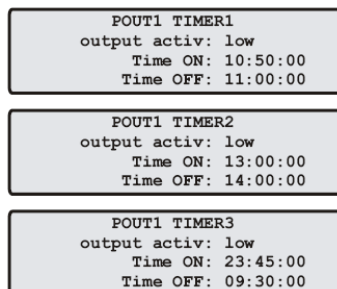 POUT1 TIMER1
output activ: low
Time ON: 10:50:00
Time OFF: 11:00:00
POUT1 TIMER2
output activ: low
Time ON: 13:00:00
Time OFF: 14:00:00
POUT1 TIMER3
output activ: low
Time ON: 23:45:00
Time OFF: 09:30:00